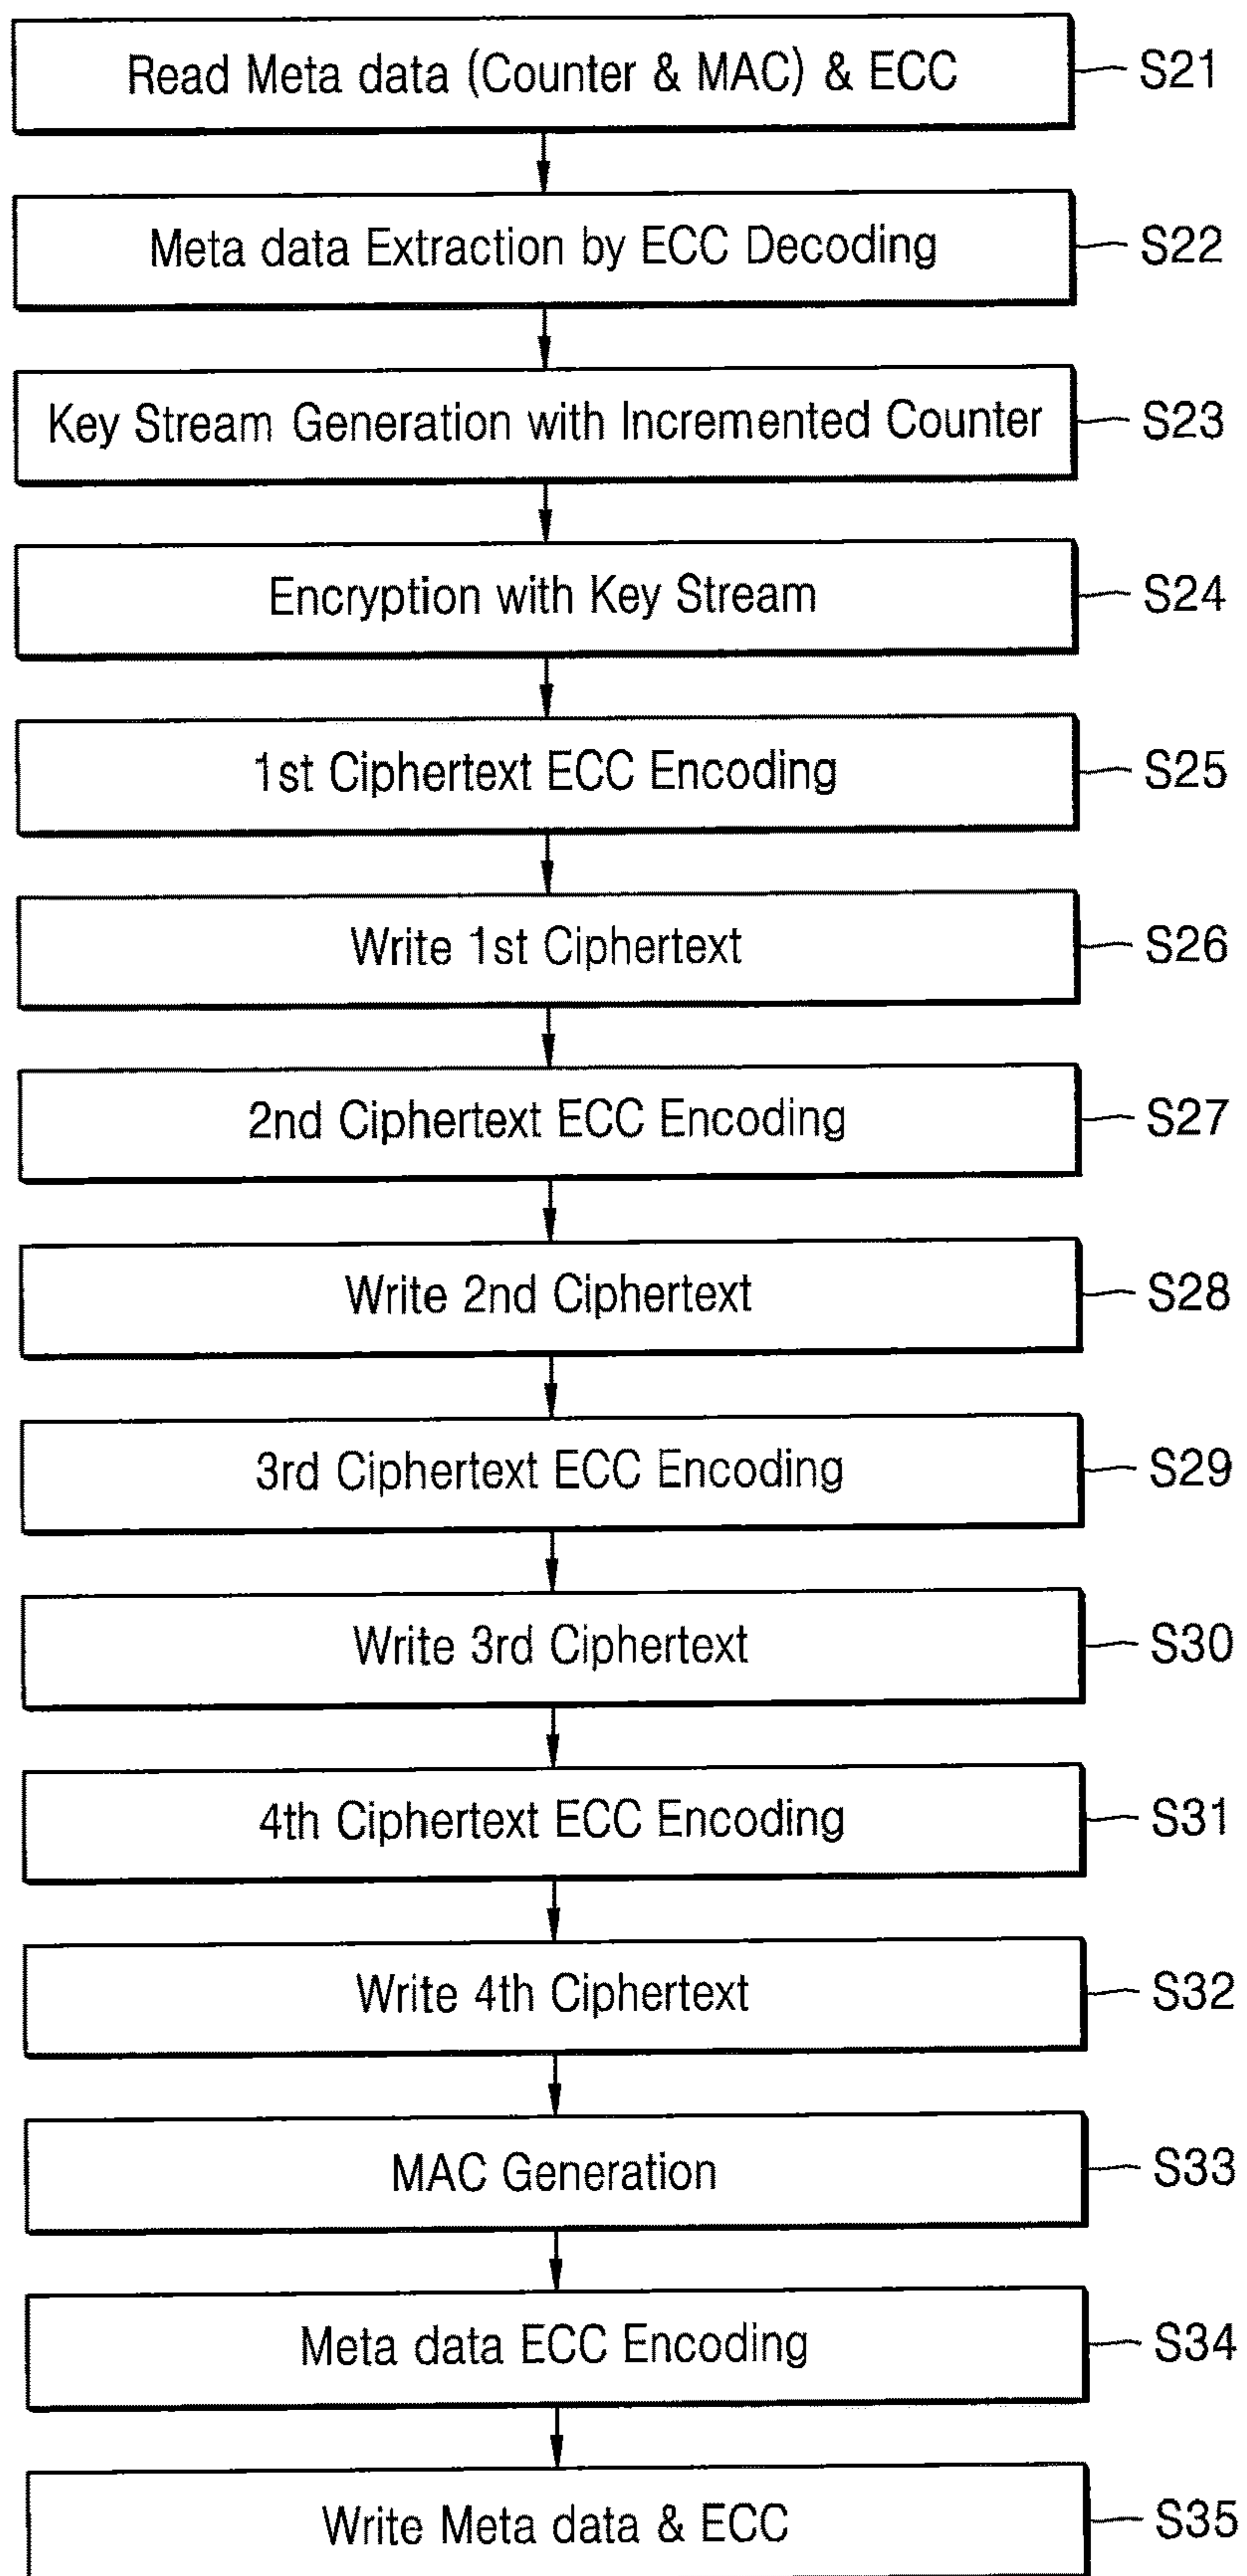 Read Meta data (Counter & MAC) & ECC S21
Meta data Extraction by ECC Decoding S22
Key Stream Generation with Incremented Counter S23
Encryption with Key Stream S24
1st Ciphertext ECC Encoding S25
Write 1st Ciphertext S26
2nd Ciphertext ECC Encoding S27
Write 2nd Ciphertext S28
3rd Ciphertext ECC Encoding S29
Write 3rd Ciphertext S30
4th Ciphertext ECC Encoding S31
Write 4th Ciphertext S32
MAC Generation S33
Meta data ECC Encoding S34
Write Meta data & ECC S35